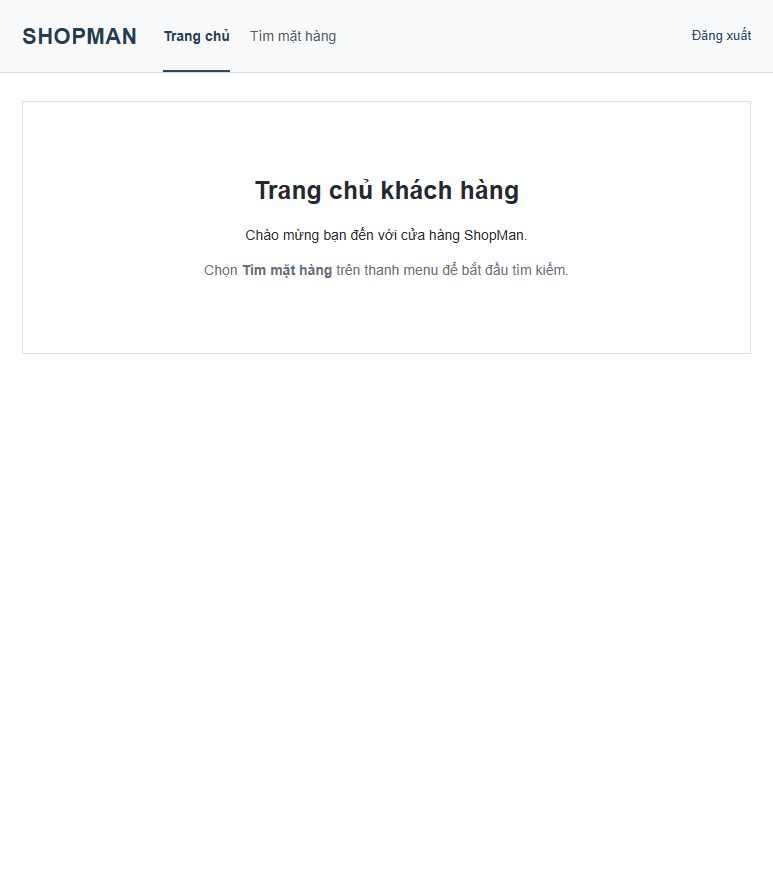 SHOPMAN Trang chủ Tìm mặt hàng Đăng xuất
Trang chủ khách hàng
Chào mừng bạn đến với cửa hàng ShopMan.
Chọn Tìm mặt hàng trên thanh menu để bắt đầu tìm kiếm.